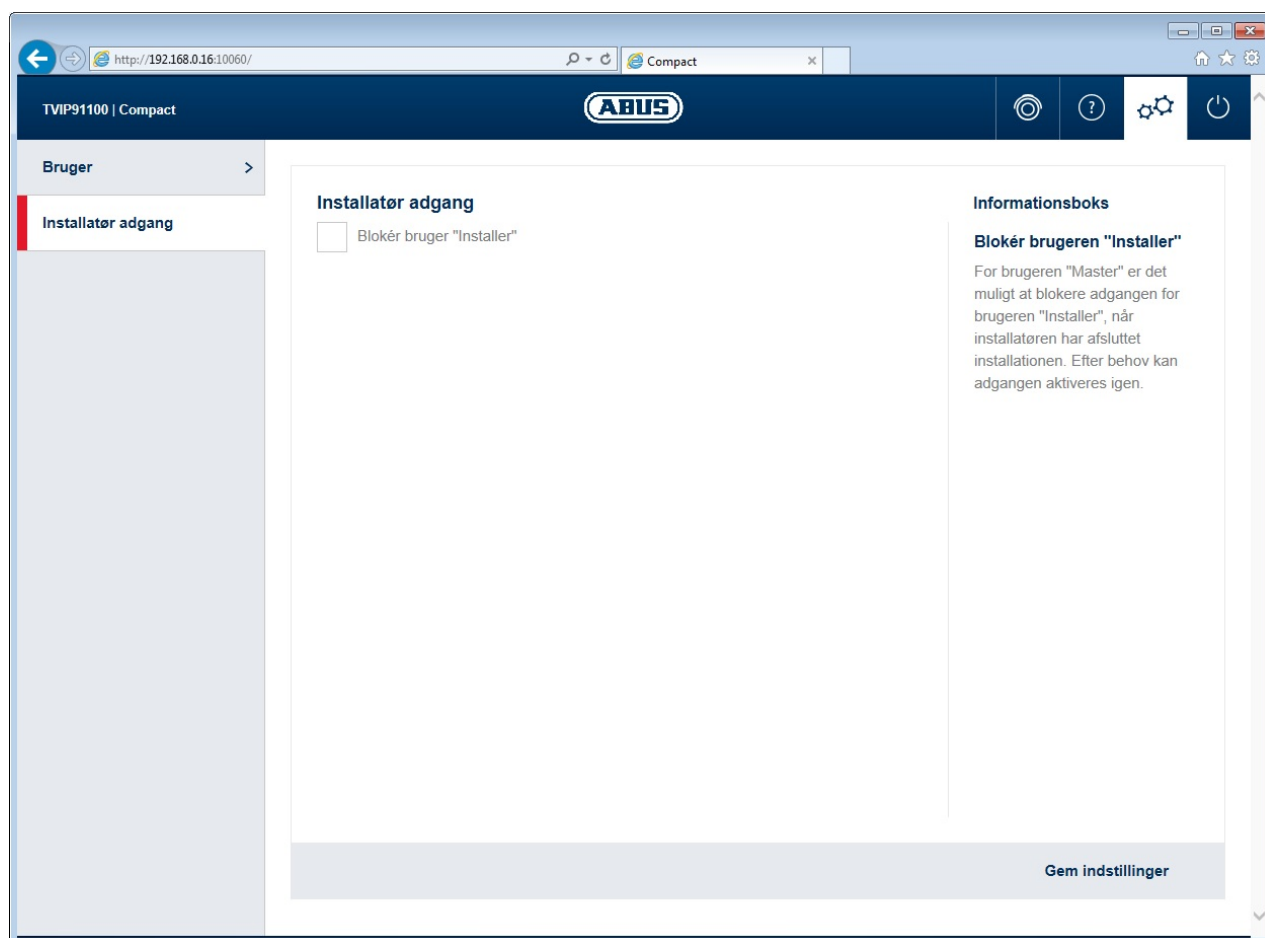 http://192.168.0.16:10060/
Compact
TVIP91100 | Compact
ABUS
?
Bruger
Installatør adgang
Installatør adgang
Blokér bruger "Installer"
Informationsboks
Blokér brugeren "Installer"
For brugeren "Master" er det
muligt at blokere adgangen for
brugeren "Installer", når
installatøren har afsluttet
installationen. Efter behov kan
adgangen aktiveres igen.
Gem indstillinger